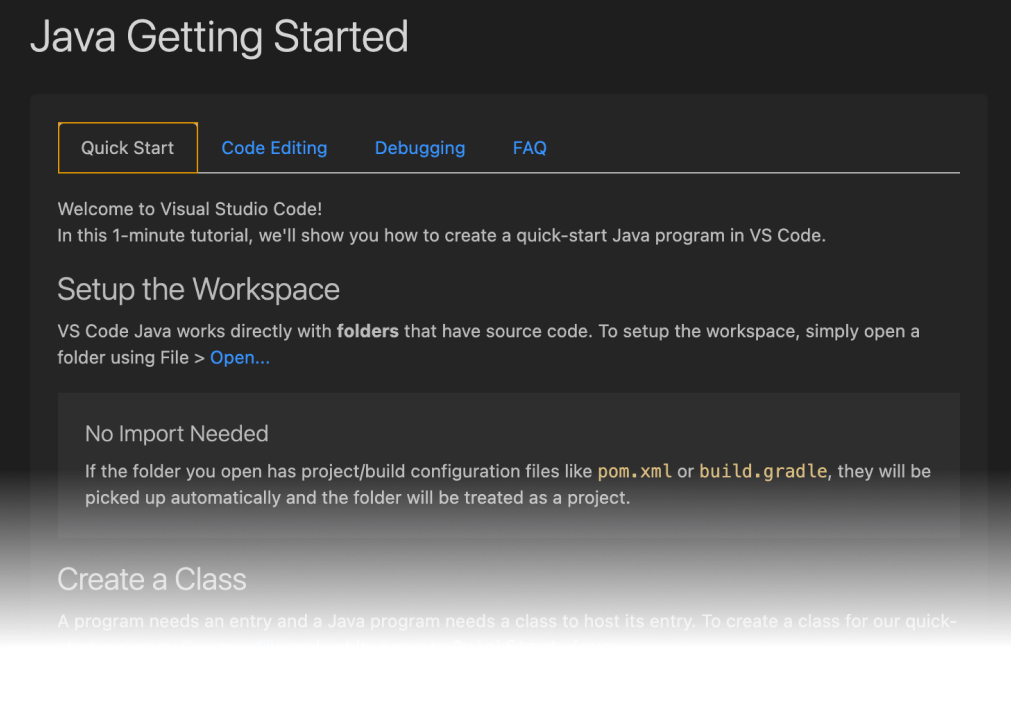 Java Getting Started
Quick Start Code Editing Debugging FAQ
Welcome to Visual Studio Code!
In this 1-minute tutorial, we'll show you how to create a quick-start Java program in VS Code.
Setup the Workspace
VS Code Java works directly with folders that have source code. To setup the workspace, simply open a
folder using File > Open...
No Import Needed
If the folder you open has project/build configuration files like pom.xml or build.gradle, they will be
picked up automatically and the folder will be treated as a project.
Create a Class
A program needs an entry and a Java program needs a class to host its entry. To create a class for our quick-